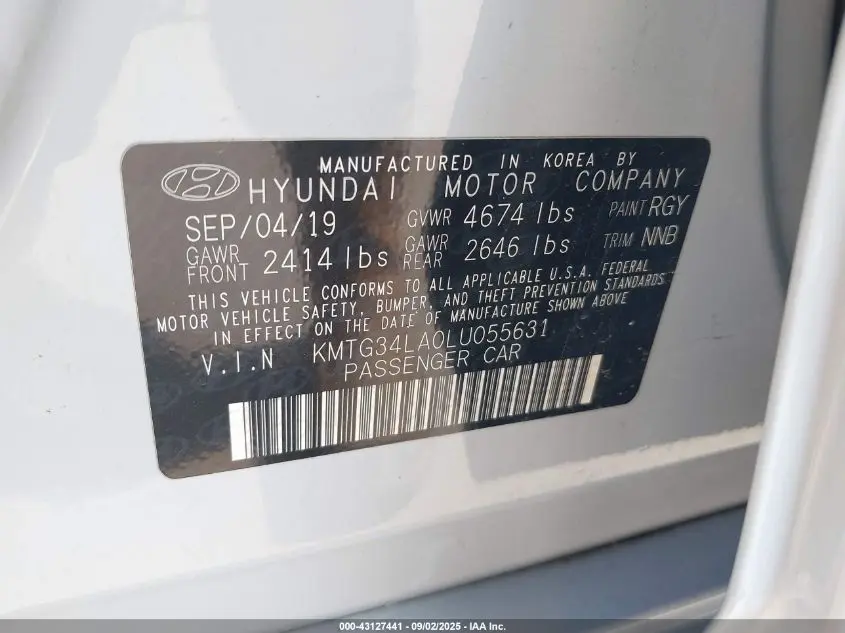 MANUFACTURED IN KOREA BY
HYUNDAI MOTOR COMPANY
SEP/04/19 GVWR 4674 lbs PAINT RGY
GAWR FRONT 2414 lbs GAWR REAR 2646 lbs TRIM NNB
THIS VEHICLE CONFORMS TO ALL APPLICABLE U.S.A. FEDERAL
MOTOR VEHICLE SAFETY, BUMPER, AND THEFT PREVENTION STANDARDS
IN EFFECT ON THE DATE OF MANUFACTURE SHOWN ABOVE
V.I.N KMTG34LA0LU055631
PASSENGER CAR
000-43127441 - 09/02/2025 - IAA Inc.